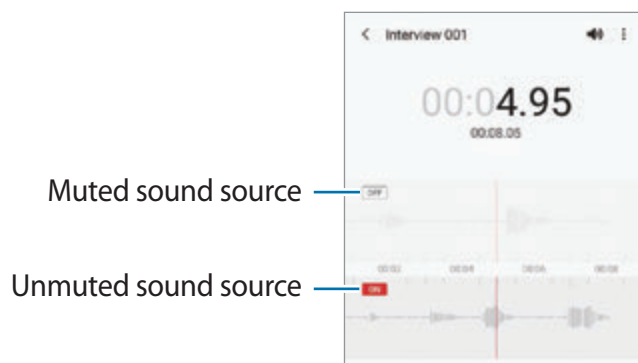 Interview 001
00:04.95
00:08.05
Muted sound source
OFF
00:02 00:04 00:06 00:08
Unmuted sound source
ON